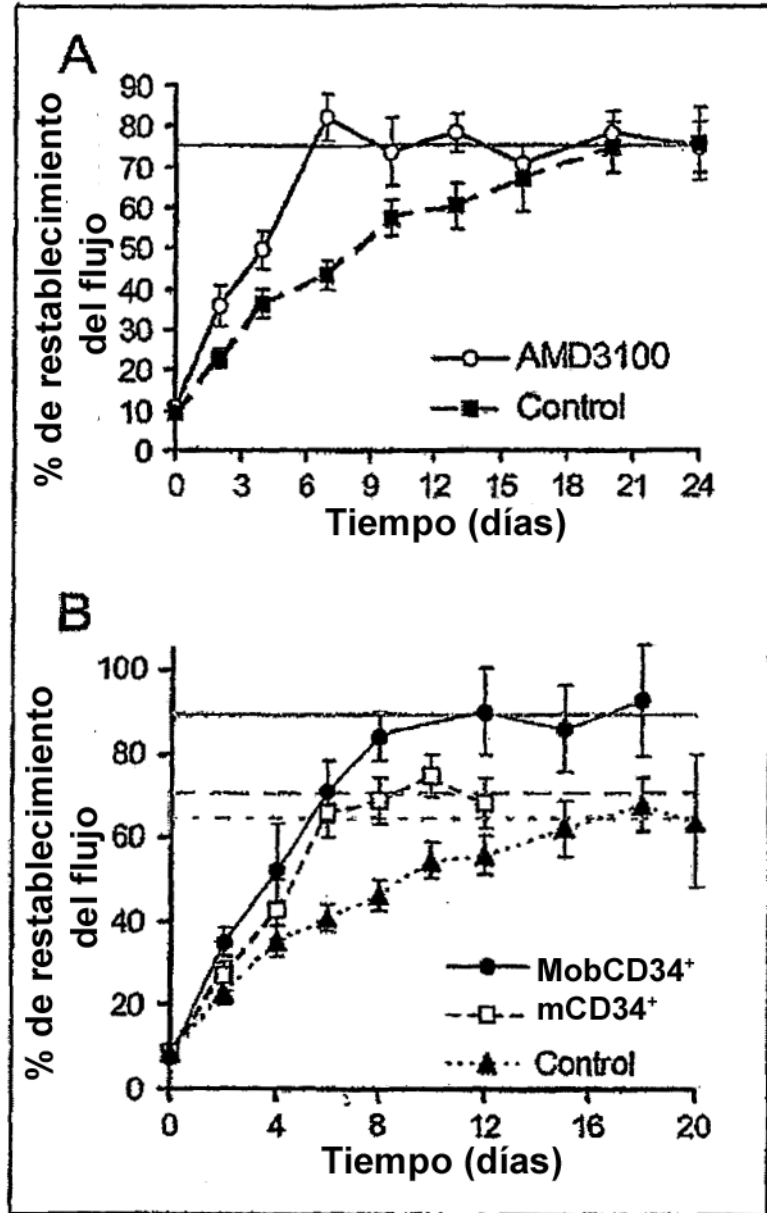 A
% de restablecimiento
del flujo
90
80
70
60
50
40
30
20
10
0
AMD3100
Control
0 3 6 9 12 15 18 21 24
Tiempo (días)
B
% de restablecimiento
del flujo
100
80
60
40
20
0
MobCD34⁺
mCD34⁺
Control
0 4 8 12 16 20
Tiempo (días)